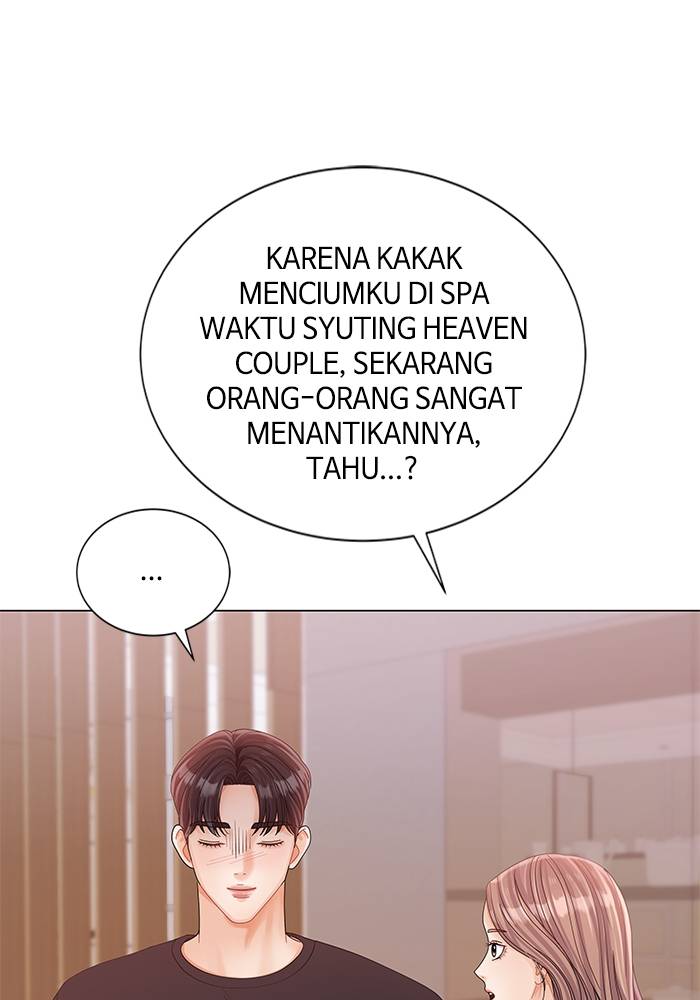 KARENA KAKAK
MENCIUMKU DI SPA
WAKTU SYUTING HEAVEN
COUPLE, SEKARANG
ORANG-ORANG SANGAT
MENANTIKANNYA,
TAHU...?
...